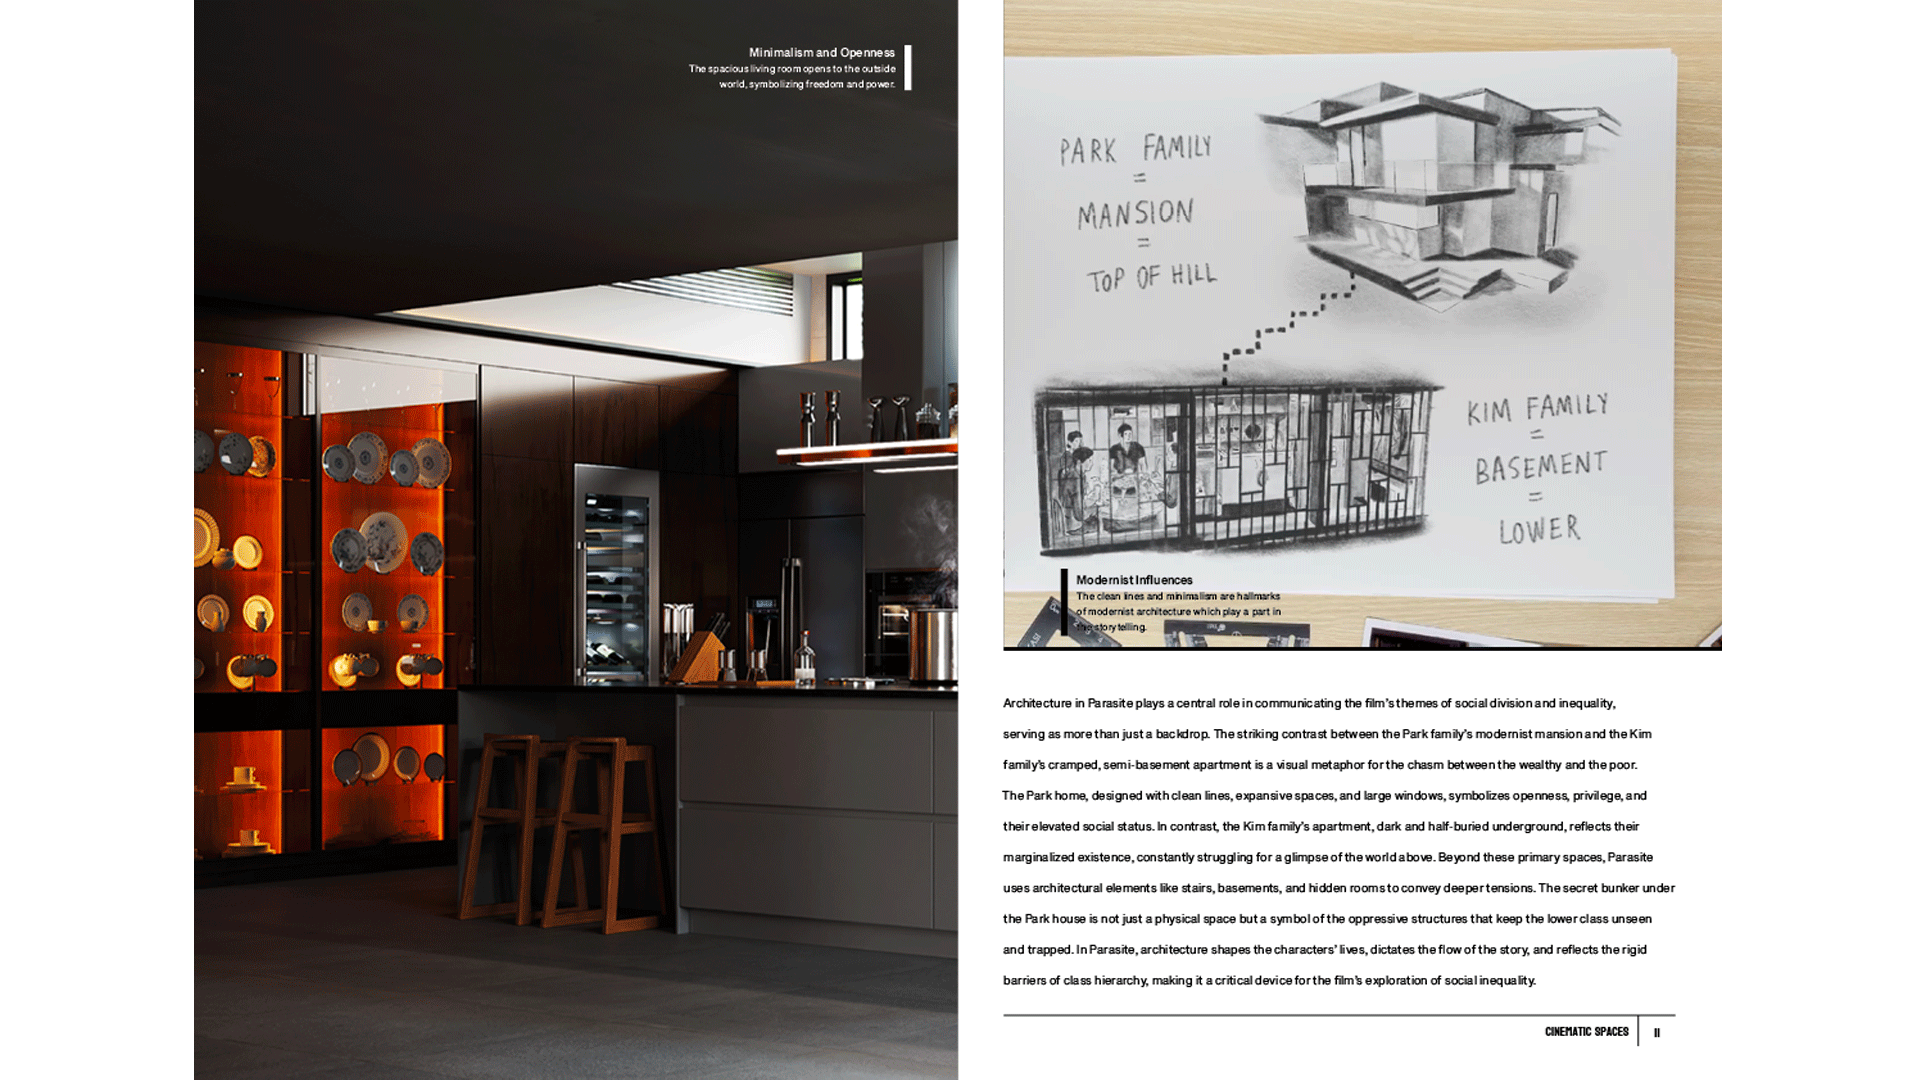 Minimalism and Openness
The spacious living room opens to the outside
world, symbolizing freedom and power.
PARK FAMILY
=
MANSION
=
TOP OF HILL
KIM FAMILY
=
BASEMENT
=
LOWER
Modernist Influences
The clean lines and minimalism are hallmarks
of modernist architecture which play a part in
the storytelling.
Architecture in Parasite plays a central role in communicating the film's themes of social division and inequality,
serving as more than just a backdrop. The striking contrast between the Park family's modernist mansion and the Kim
family's cramped, semi-basement apartment is a visual metaphor for the chasm between the wealthy and the poor.
The Park home, designed with clean lines, expansive spaces, and large windows, symbolizes openness, privilege, and
their elevated social status. In contrast, the Kim family's apartment, dark and half-buried underground, reflects their
marginalized existence, constantly struggling for a glimpse of the world above. Beyond these primary spaces, Parasite
uses architectural elements like stairs, basements, and hidden rooms to convey deeper tensions. The secret bunker under
the Park house is not just a physical space but a symbol of the oppressive structures that keep the lower class unseen
and trapped. In Parasite, architecture shapes the characters' lives, dictates the flow of the story, and reflects the rigid
barriers of class hierarchy, making it a critical device for the film's exploration of social inequality.
CINEMATIC SPACES
11